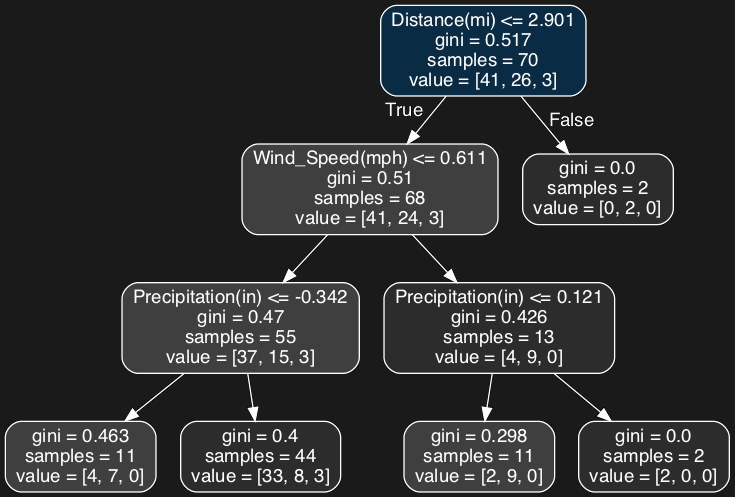 Distance(mi) <= 2.901
gini = 0.517
samples = 70
value = [41, 26, 3]
True
False
Wind_Speed(mph) <= 0.611
gini = 0.51
samples = 68
value = [41, 24, 3]
gini = 0.0
samples = 2
value = [0, 2, 0]
Precipitation(in) <= -0.342
gini = 0.47
samples = 55
value = [37, 15, 3]
Precipitation(in) <= 0.121
gini = 0.426
samples = 13
value = [4, 9, 0]
gini = 0.463
samples = 11
value = [4, 7, 0]
gini = 0.4
samples = 44
value = [33, 8, 3]
gini = 0.298
samples = 11
value = [2, 9, 0]
gini = 0.0
samples = 2
value = [2, 0, 0]